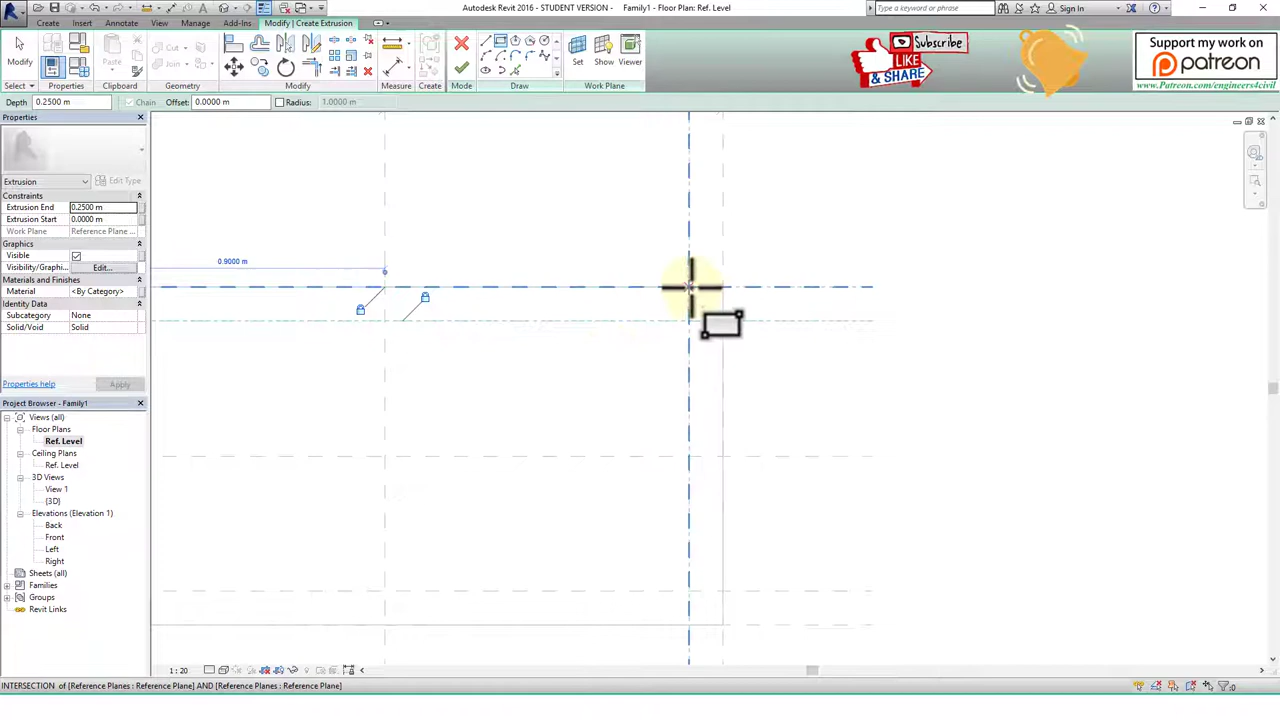 Autodesk Revit 2016 - STUDENT VERSION - Family1 - Floor Plan: Ref. Level
Type a keyword or phrase
Sign In
Create Insert Annotate View Manage Add-Ins Modify | Create Extrusion
Modify
Paste
Cut
Join
Set Show Viewer
Select Properties Clipboard Geometry Modify Measure Create Mode Draw Work Plane
Subscribe
LIKE
& SHARE
Support my work on
patreon
www.Patreon.com/engineers4civil
Depth 0.2500 m Chain Offset: 0.0000 m Radius: 1.0000 m
Properties
Extrusion Edit Type
Constraints
Extrusion End 0.2500 m
Extrusion Start 0.0000 m
Work Plane Reference Plane ...
Graphics
Visible
Visibility/Graphi... Edit...
Materials and Finishes
Material <By Category>
Identity Data
Subcategory None
Solid/Void Solid
Properties help Apply
Project Browser - Family1
Views (all)
Floor Plans
Ref. Level
Ceiling Plans
Ref. Level
3D Views
View 1
{3D}
Elevations (Elevation 1)
Back
Front
Left
Right
Sheets (all)
Families
Groups
Revit Links
0.9000 m
1 : 20
INTERSECTION of [Reference Planes : Reference Plane] AND [Reference Planes : Reference Plane]
:0